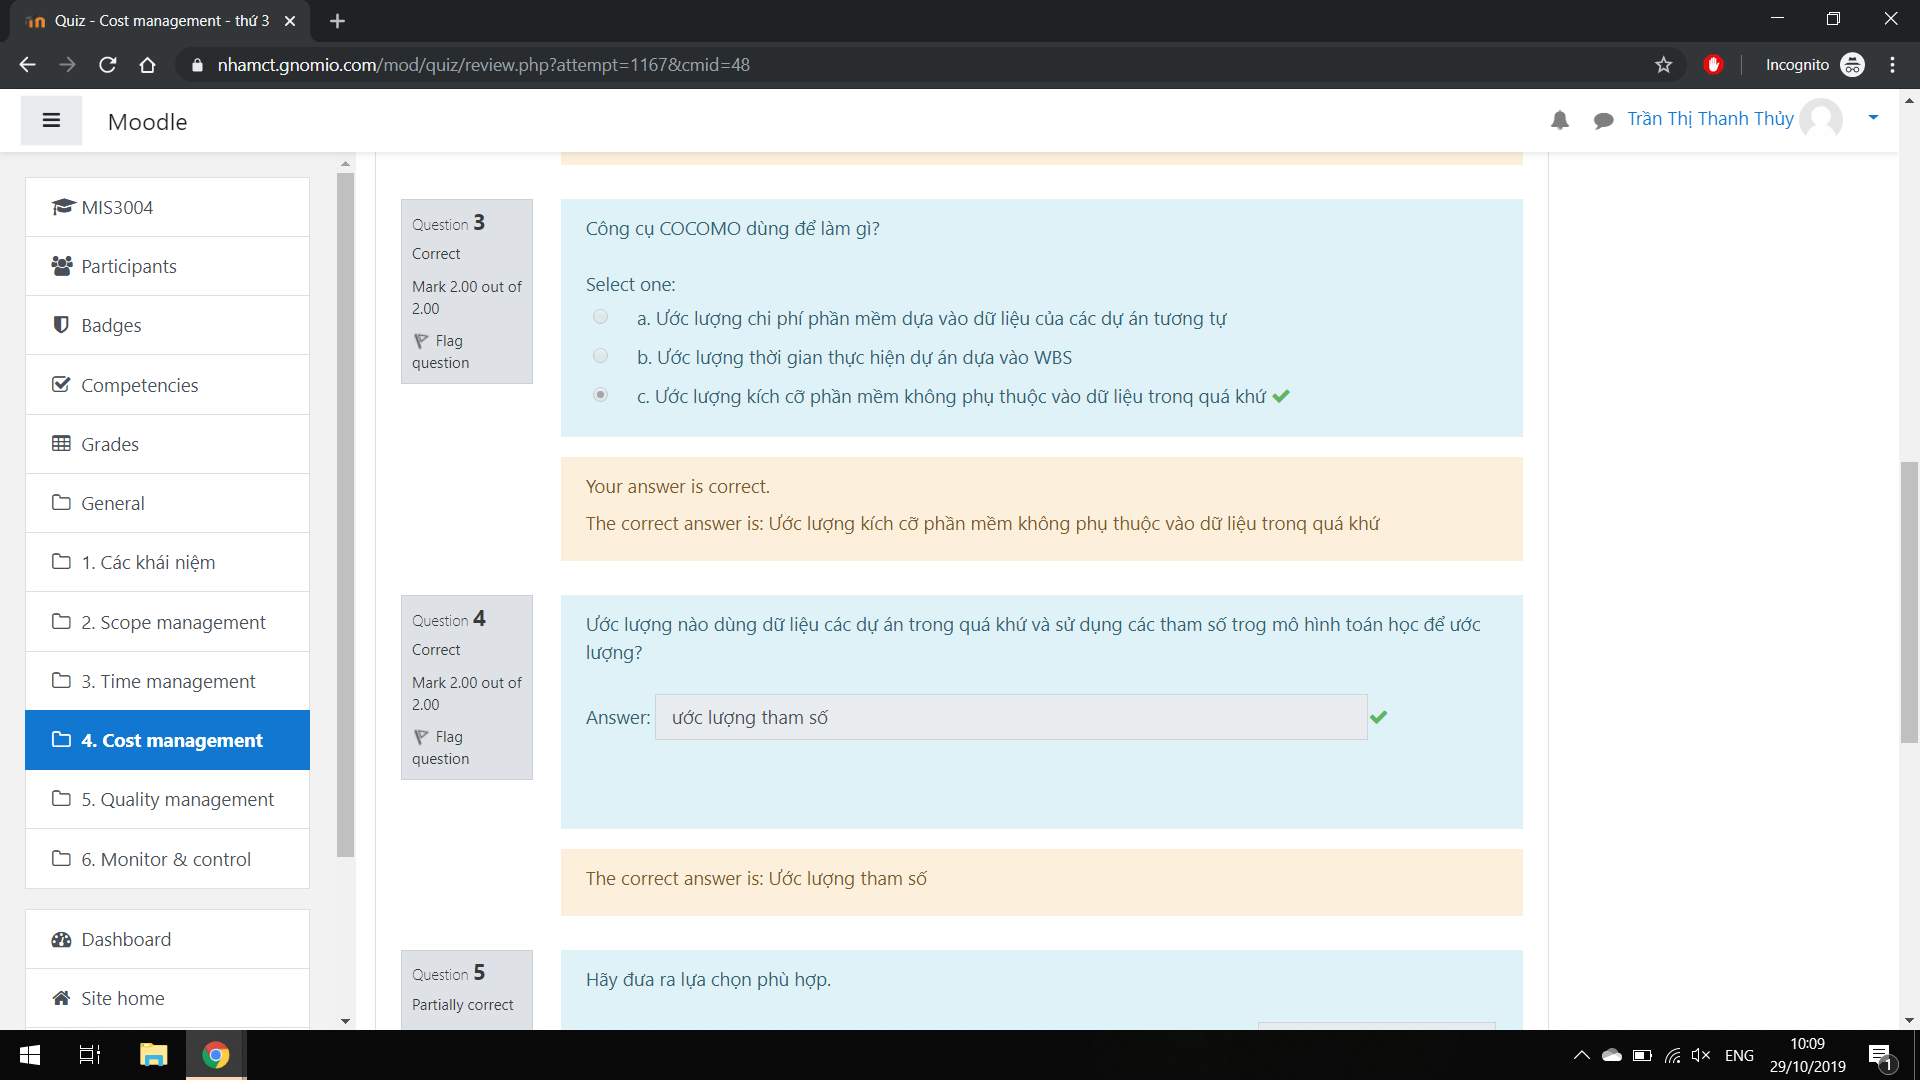 Quiz - Cost management - thứ 3
nhamct.gnomio.com/mod/quiz/review.php?attempt=1167&cmid=48
Incognito
Moodle
Trần Thị Thanh Thủy
MIS3004
Participants
Badges
Competencies
Grades
General
1. Các khái niệm
2. Scope management
3. Time management
4. Cost management
5. Quality management
6. Monitor & control
Dashboard
Site home
Question 3
Correct
Mark 2.00 out of
2.00
Flag
question
Công cụ COCOMO dùng để làm gì?
Select one:
a. Ước lượng chi phí phần mềm dựa vào dữ liệu của các dự án tương tự
b. Ước lượng thời gian thực hiện dự án dựa vào WBS
c. Ước lượng kích cỡ phần mềm không phụ thuộc vào dữ liệu tronq quá khứ
Your answer is correct.
The correct answer is: Ước lượng kích cỡ phần mềm không phụ thuộc vào dữ liệu tronq quá khứ
Question 4
Correct
Mark 2.00 out of
2.00
Flag
question
Ước lượng nào dùng dữ liệu các dự án trong quá khứ và sử dụng các tham số trog mô hình toán học để ước
lượng?
Answer: ước lượng tham số
The correct answer is: Ước lượng tham số
Question 5
Partially correct
Hãy đưa ra lựa chọn phù hợp.
ENG
10:09
29/10/2019
1